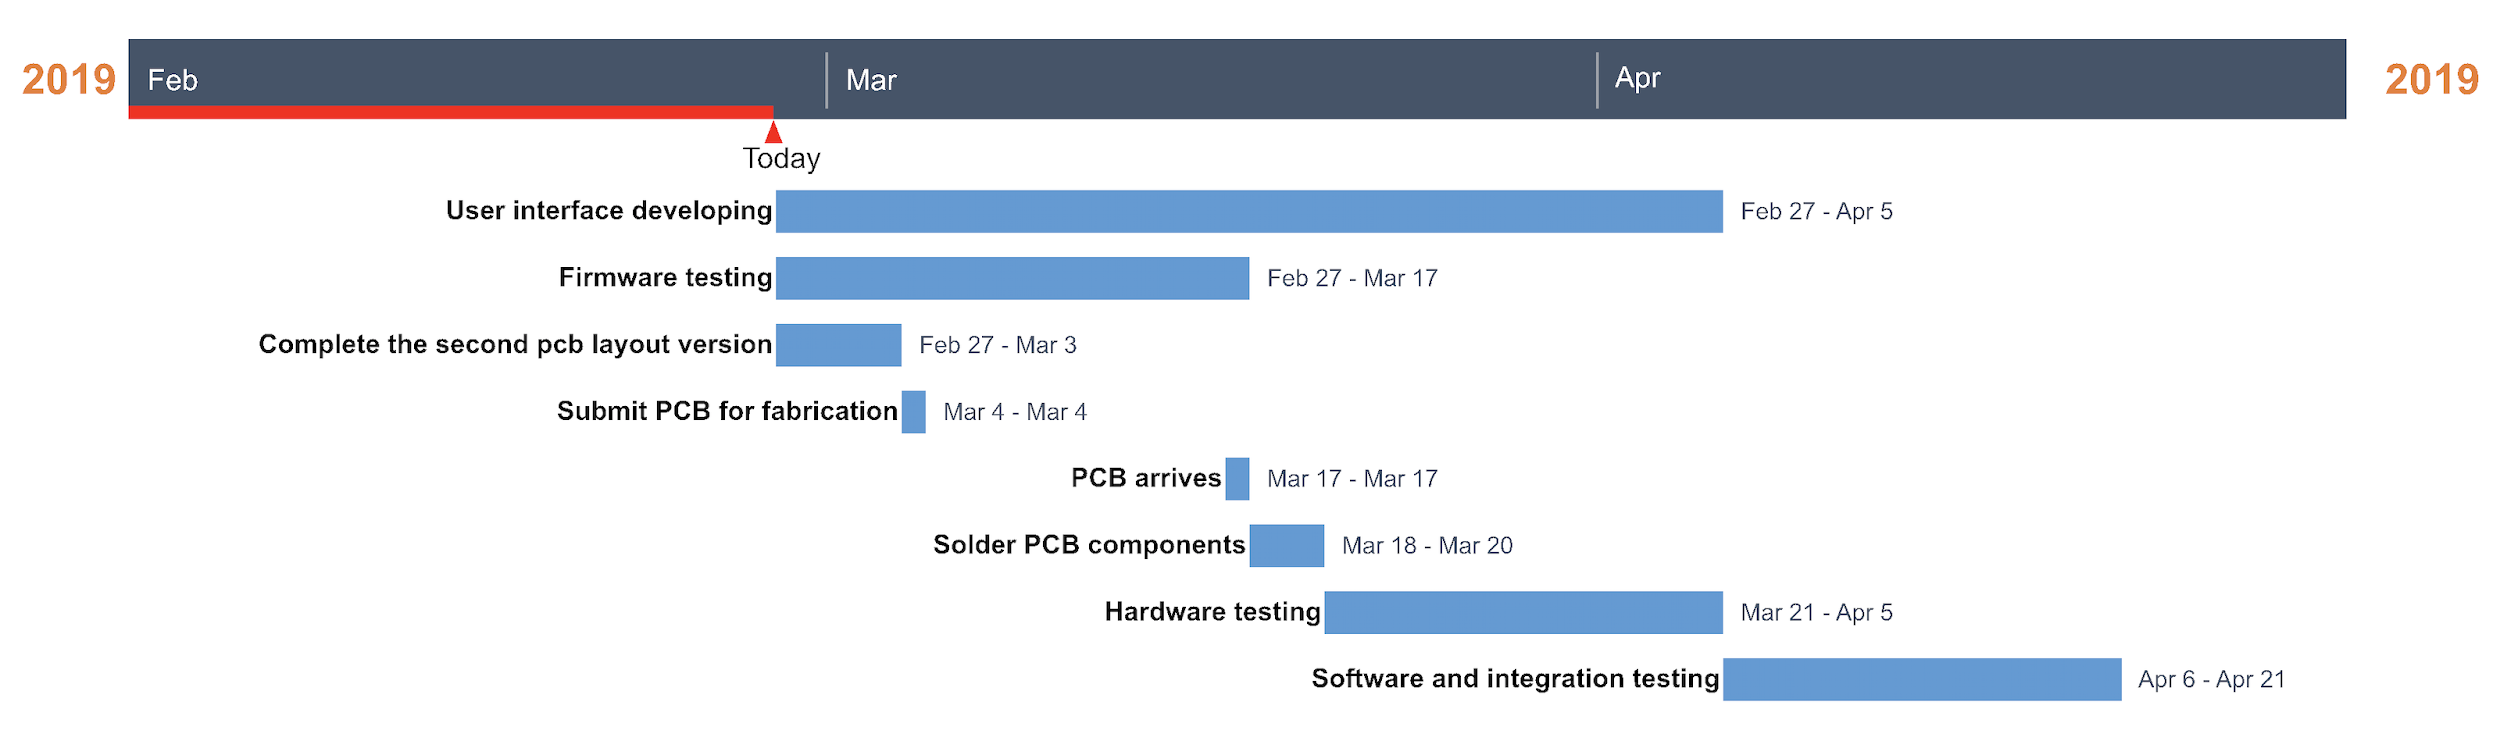 2019 Feb Mar Apr 2019
Today
User interface developing Feb 27 - Apr 5
Firmware testing Feb 27 - Mar 17
Complete the second pcb layout version Feb 27 - Mar 3
Submit PCB for fabrication Mar 4 - Mar 4
PCB arrives Mar 17 - Mar 17
Solder PCB components Mar 18 - Mar 20
Hardware testing Mar 21 - Apr 5
Software and integration testing Apr 6 - Apr 21